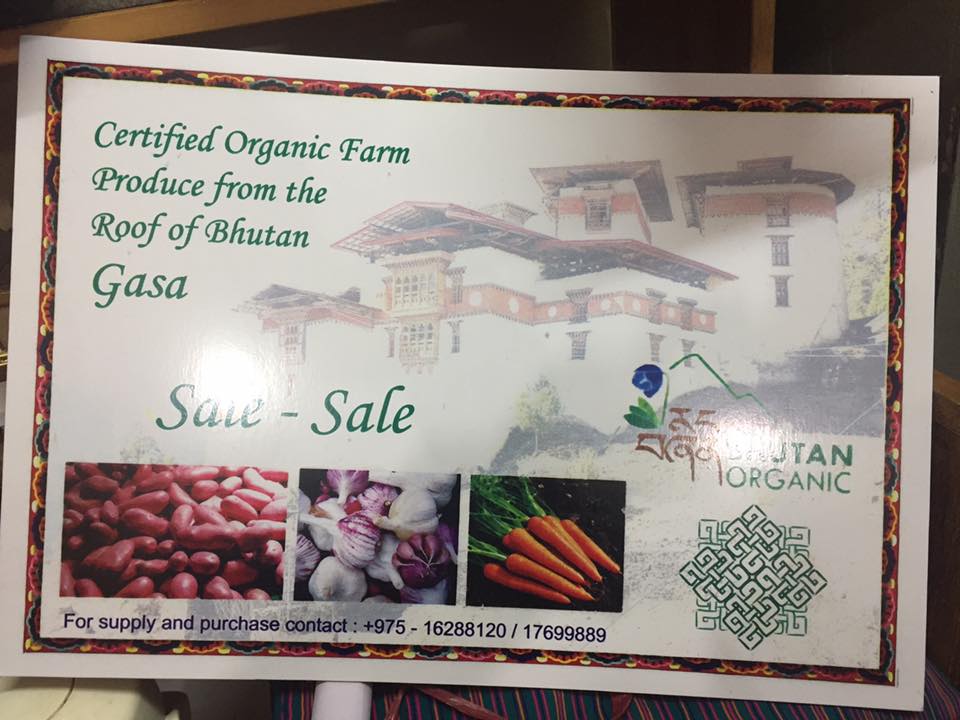 Certified Organic Farm
Produce from the
Roof of Bhutan
Gasa
Sale - Sale
BHUTAN
ORGANIC
For supply and purchase contact : +975 - 16288120 / 17699889